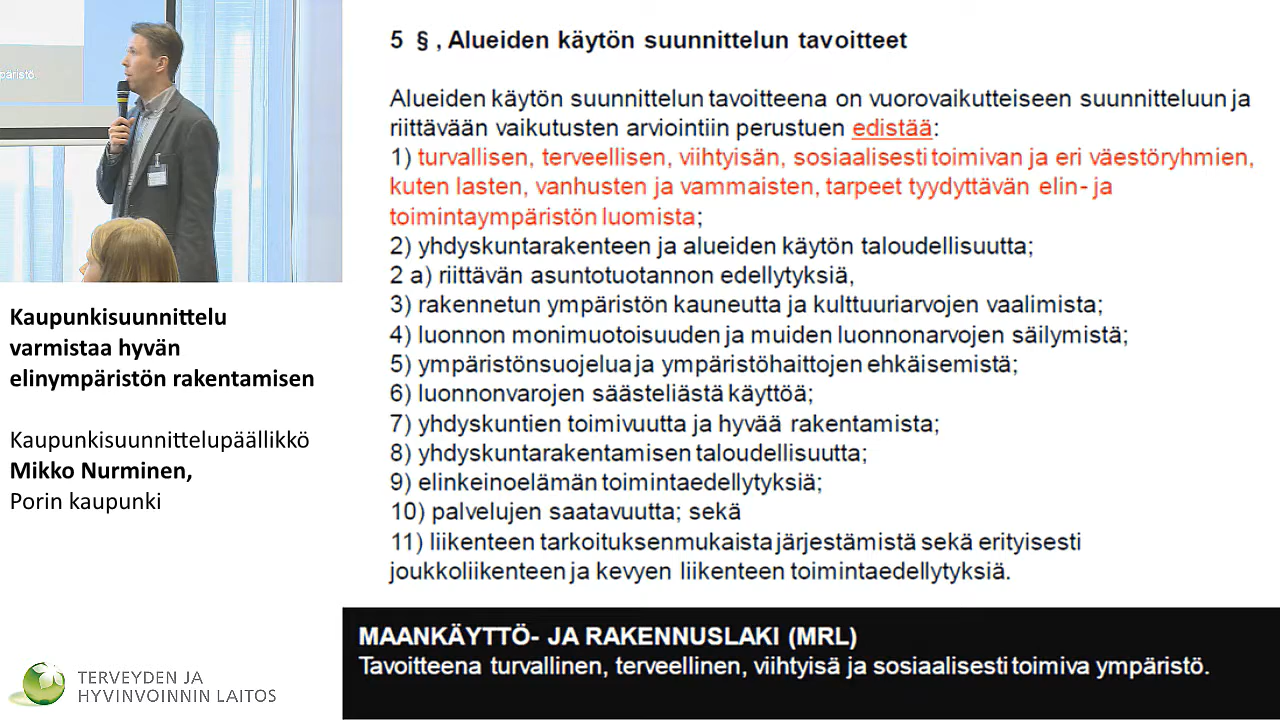 päristö
Kaupunkisuunnittelu
varmistaa hyvän
elinympäristön rakentamisen
Kaupunkisuunnittelupäällikkö
Mikko Nurminen,
Porin kaupunki
TERVEYDEN JA
HYVINVOINNIN LAITOS
5 § , Alueiden käytön suunnittelun tavoitteet
Alueiden käytön suunnittelun tavoitteena on vuorovaikutteiseen suunnitteluun ja
riittävään vaikutusten arviointiin perustuen edistää:
1) turvallisen, terveellisen, viihtyisän, sosiaalisesti toimivan ja eri väestöryhmien,
kuten lasten, vanhusten ja vammaisten, tarpeet tyydyttävän elin- ja
toimintaympäristön luomista;
2) yhdyskuntarakenteen ja alueiden käytön taloudellisuutta;
2 a) riittävän asuntotuotannon edellytyksiä,
3) rakennetun ympäristön kauneutta ja kulttuuriarvojen vaalimista;
4) luonnon monimuotoisuuden ja muiden luonnonarvojen säilymistä;
5) ympäristönsuojelua ja ympäristöhaittojen ehkäisemistä;
6) luonnonvarojen säästeliästä käyttöä;
7) yhdyskuntien toimivuutta ja hyvää rakentamista;
8) yhdyskuntarakentamisen taloudellisuutta;
9) elinkeinoelämän toimintaedellytyksiä;
10) palvelujen saatavuutta; sekä
11) liikenteen tarkoituksenmukaista järjestämistä sekä erityisesti
joukkoliikenteen ja kevyen liikenteen toimintaedellytyksiä.
MAANKÄYTTÖ- JA RAKENNUSLAKI (MRL)
Tavoitteena turvallinen, terveellinen, viihtyisä ja sosiaalisesti toimiva ympäristö.